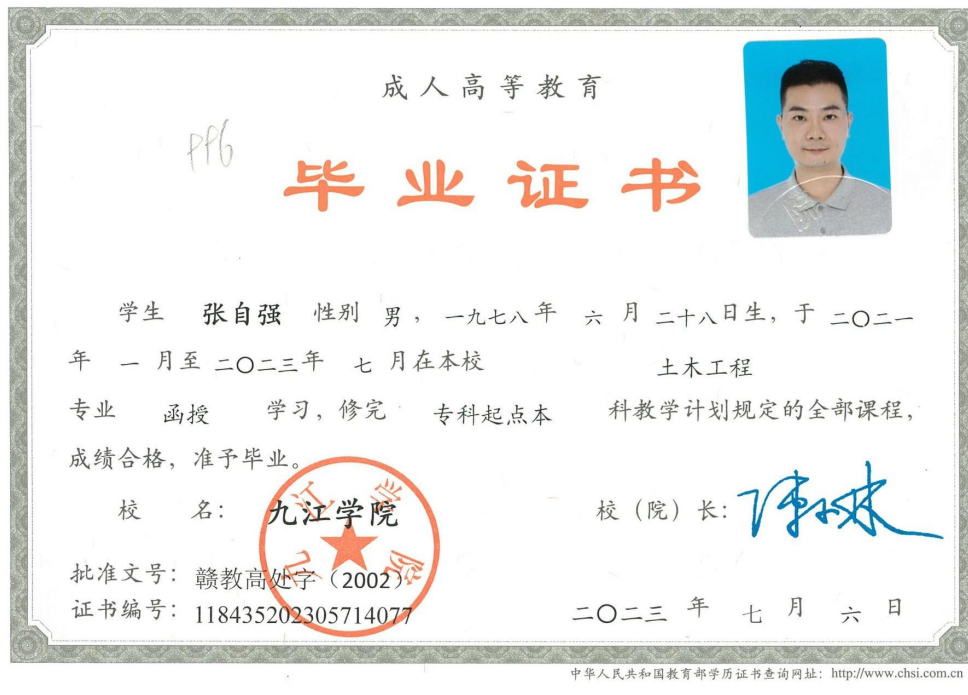 成人高等教育
PPG
毕业证书
学生 张自强 性别 男，一九七八年 六 月 二十八日生，于 二〇二一
年 一 月至 二〇二三年 七 月在本校 土木工程
专业 函授 学习，修完 专科起点本 科教学计划规定的全部课程，
成绩合格，准予毕业。
校 名： 九江学院
校（院）长：
九江学院
批准文号：赣教高处字（2002）
证书编号：118435202305714077
二〇二三 年 七 月 六 日
中华人民共和国教育部学历证书查询网址：http://www.chsi.com.cn